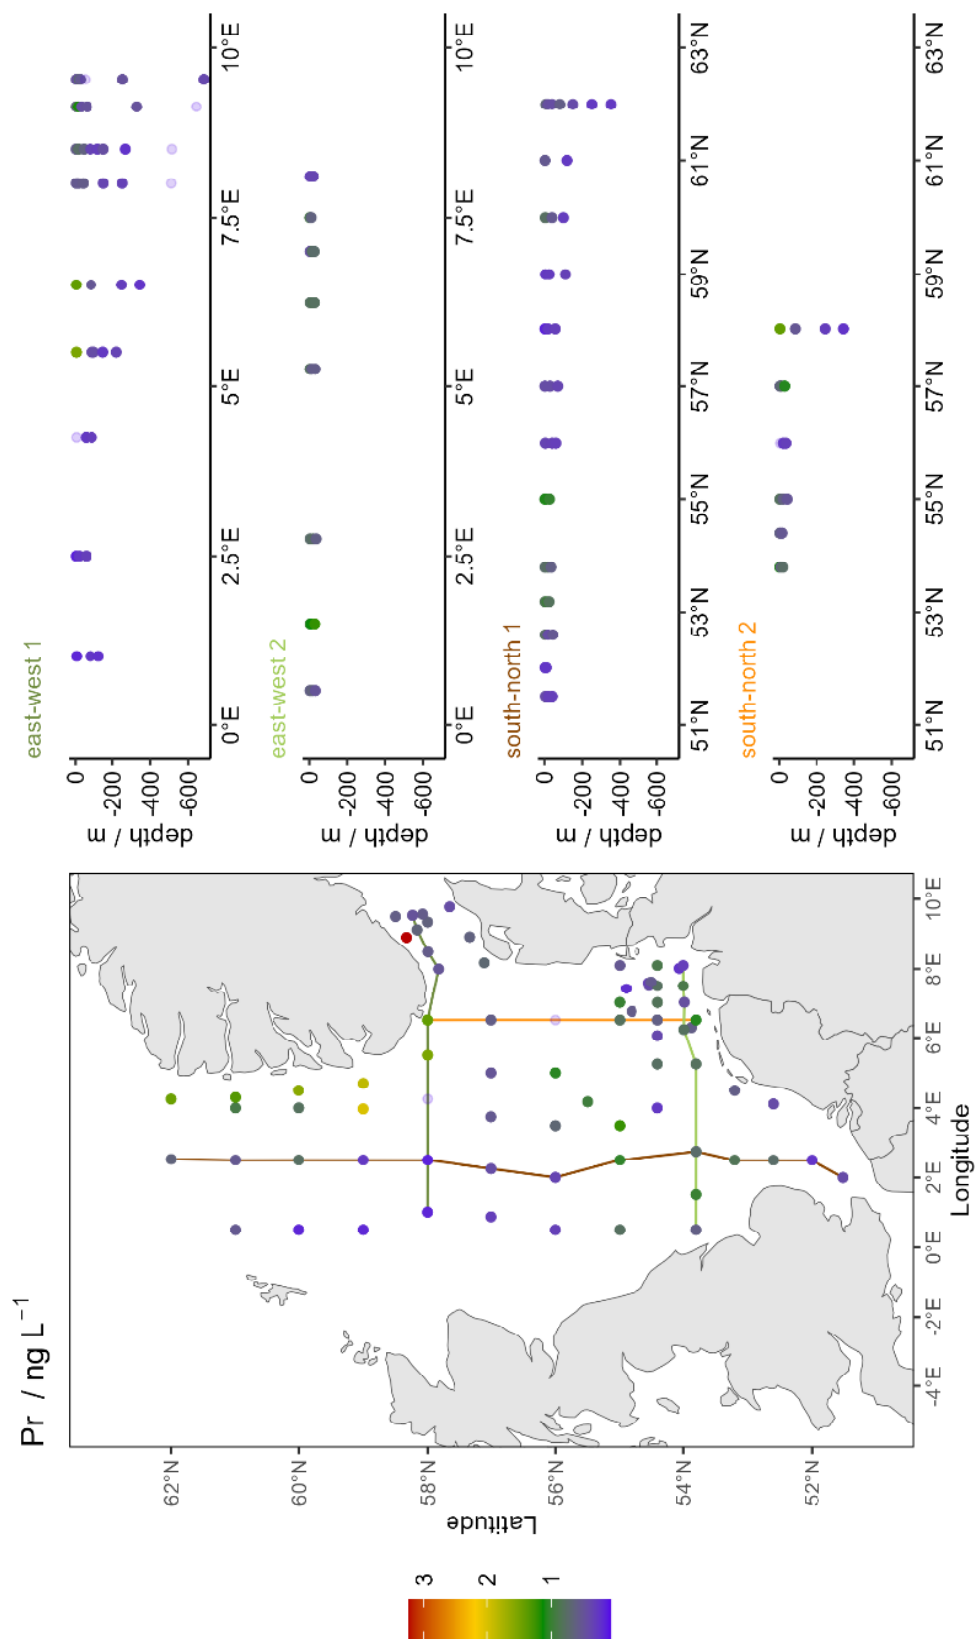 Pr / ng L⁻¹
3
2
1
Latitude
62°N
60°N
58°N
56°N
54°N
52°N
-4°E
-2°E
0°E
2°E
4°E
6°E
8°E
10°E
Longitude
east-west 1
depth / m
0
-200
-400
-600
0°E
2.5°E
5°E
7.5°E
10°E
east-west 2
depth / m
0
-200
-400
-600
0°E
2.5°E
5°E
7.5°E
10°E
south-north 1
depth / m
0
-200
-400
-600
51°N
53°N
55°N
57°N
59°N
61°N
63°N
south-north 2
depth / m
0
-200
-400
-600
51°N
53°N
55°N
57°N
59°N
61°N
63°N